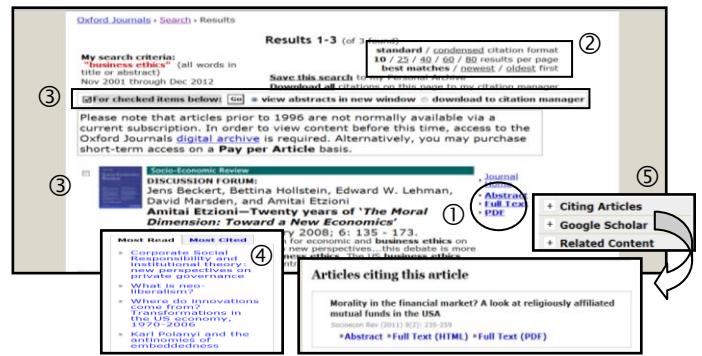 Oxford Journals › Search › Results
Results 1-3 (of 3 found)
②
standard / condensed citation format
10 / 25 / 40 / 60 / 80 results per page
best matches / newest / oldest first
My search criteria:
"business ethics" (all words in
title or abstract)
Nov 2001 through Dec 2012
Save this search to my Personal Archive
Download all citations on this page to my citation manager
③
For checked items below: Go view abstracts in new window download to citation manager
Please note that articles prior to 1996 are not normally available via a
current subscription. In order to view content before this time, access to the
Oxford Journals digital archive is required. Alternatively, you may purchase
short-term access on a Pay per Article basis.
③
Socio-Economic Review
DISCUSSION FORUM:
Jens Beckert, Bettina Hollstein, Edward W. Lehman,
David Marsden, and Amitai Etzioni
Amitai Etzioni—Twenty years of 'The Moral
Dimension: Toward a New Economics'
ry 2008; 6: 135 - 173.
for economic and business ethics on
new perspectives...this debate is more
ness ethics. The US business ethics
①
Journal
Abstract
Full Text
PDF
⑤
+ Citing Articles
+ Google Scholar
+ Related Content
④
Most Read Most Cited
» Corporate Social
Responsibility and
institutional theory:
new perspectives on
private governance
» What is neo-
liberalism?
» Where do innovations
come from?
Transformations in
the US economy,
1970-2006
» Karl Polanyi and the
antinomies of
embeddedness
Articles citing this article
Morality in the financial market? A look at religiously affiliated
mutual funds in the USA
Socioecon Rev (2011) 9(2): 235-259
»Abstract »Full Text (HTML) »Full Text (PDF)